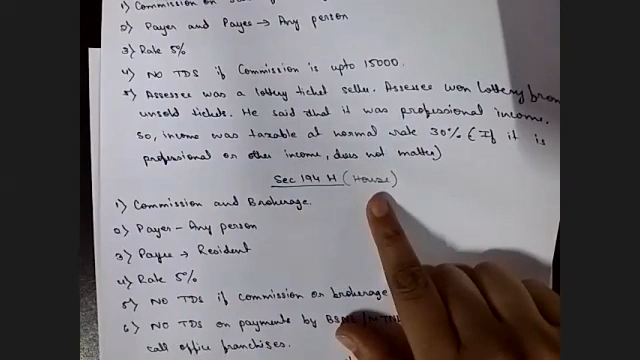 1) Commission on
2) Payer and Payee → Any person
3) Rate 5%
4) NO TDS if Commission is upto 15000.
5) Assessee was a lottery ticket seller. Assessee won lottery from
unsold tickets. He said that it was professional income.
So, income was taxable at normal rate 30% (If it is
professional or other income, does not matter)
Sec 194 H (House)
1) Commission and Brokerage.
2) Payer - Any person
3) Payee → Resident
4) Rate 5%
5) NO TDS if commission or brokerage
6) NO TDS on payments by BSNL/MTNL
call office franchises.